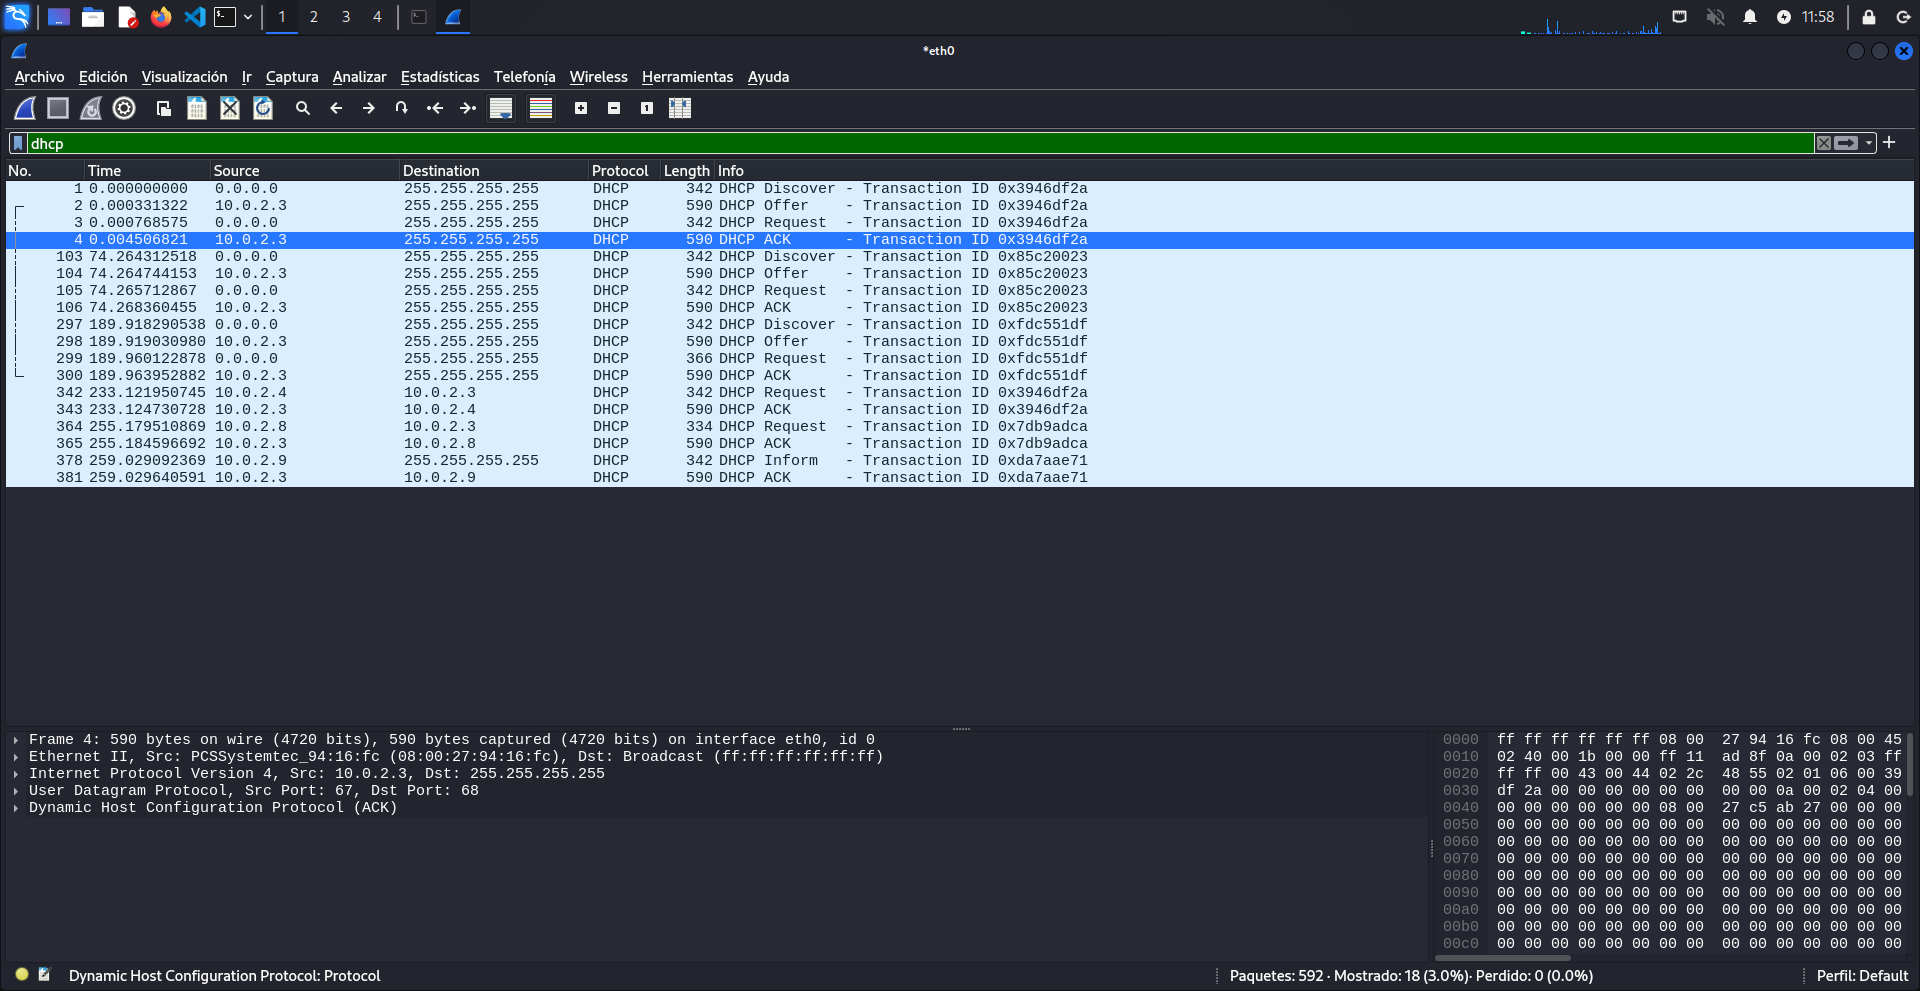 1 2 3 4 11:58
*eth0
Archivo Edición Visualización Ir Captura Analizar Estadísticas Telefonía Wireless Herramientas Ayuda
dhcp
No. Time Source Destination Protocol Length Info
1 0.000000000 0.0.0.0 255.255.255.255 DHCP 342 DHCP Discover - Transaction ID 0x3946df2a
2 0.000331322 10.0.2.3 255.255.255.255 DHCP 590 DHCP Offer - Transaction ID 0x3946df2a
3 0.000768575 0.0.0.0 255.255.255.255 DHCP 342 DHCP Request - Transaction ID 0x3946df2a
4 0.004506821 10.0.2.3 255.255.255.255 DHCP 590 DHCP ACK - Transaction ID 0x3946df2a
103 74.264312518 0.0.0.0 255.255.255.255 DHCP 342 DHCP Discover - Transaction ID 0x85c20023
104 74.264744153 10.0.2.3 255.255.255.255 DHCP 590 DHCP Offer - Transaction ID 0x85c20023
105 74.265712867 0.0.0.0 255.255.255.255 DHCP 342 DHCP Request - Transaction ID 0x85c20023
106 74.268360455 10.0.2.3 255.255.255.255 DHCP 590 DHCP ACK - Transaction ID 0x85c20023
297 189.918290538 0.0.0.0 255.255.255.255 DHCP 342 DHCP Discover - Transaction ID 0xfdc551df
298 189.919030980 10.0.2.3 255.255.255.255 DHCP 590 DHCP Offer - Transaction ID 0xfdc551df
299 189.960122878 0.0.0.0 255.255.255.255 DHCP 366 DHCP Request - Transaction ID 0xfdc551df
300 189.963952882 10.0.2.3 255.255.255.255 DHCP 590 DHCP ACK - Transaction ID 0xfdc551df
342 233.121950745 10.0.2.4 10.0.2.3 DHCP 342 DHCP Request - Transaction ID 0x3946df2a
343 233.124730728 10.0.2.3 10.0.2.4 DHCP 590 DHCP ACK - Transaction ID 0x3946df2a
364 255.179510869 10.0.2.8 10.0.2.3 DHCP 334 DHCP Request - Transaction ID 0x7db9adca
365 255.184596692 10.0.2.3 10.0.2.8 DHCP 590 DHCP ACK - Transaction ID 0x7db9adca
378 259.029092369 10.0.2.9 255.255.255.255 DHCP 342 DHCP Inform - Transaction ID 0xda7aae71
381 259.029640591 10.0.2.3 10.0.2.9 DHCP 590 DHCP ACK - Transaction ID 0xda7aae71
Frame 4: 590 bytes on wire (4720 bits), 590 bytes captured (4720 bits) on interface eth0, id 0
Ethernet II, Src: PCSSystemtec_94:16:fc (08:00:27:94:16:fc), Dst: Broadcast (ff:ff:ff:ff:ff:ff)
Internet Protocol Version 4, Src: 10.0.2.3, Dst: 255.255.255.255
User Datagram Protocol, Src Port: 67, Dst Port: 68
Dynamic Host Configuration Protocol (ACK)
0000 ff ff ff ff ff ff 08 00 27 94 16 fc 08 00 45
0010 02 40 00 1b 00 00 ff 11 ad 8f 0a 00 02 03 ff
0020 ff ff 00 43 00 44 02 2c 48 55 02 01 06 00 39
0030 df 2a 00 00 00 00 00 00 00 00 0a 00 02 04 00
0040 00 00 00 00 00 00 08 00 27 c5 ab 27 00 00 00
0050 00 00 00 00 00 00 00 00 00 00 00 00 00 00 00
0060 00 00 00 00 00 00 00 00 00 00 00 00 00 00 00
0070 00 00 00 00 00 00 00 00 00 00 00 00 00 00 00
0080 00 00 00 00 00 00 00 00 00 00 00 00 00 00 00
0090 00 00 00 00 00 00 00 00 00 00 00 00 00 00 00
00a0 00 00 00 00 00 00 00 00 00 00 00 00 00 00 00
00b0 00 00 00 00 00 00 00 00 00 00 00 00 00 00 00
00c0 00 00 00 00 00 00 00 00 00 00 00 00 00 00 00
Dynamic Host Configuration Protocol: Protocol Paquetes: 592 · Mostrado: 18 (3.0%)· Perdido: 0 (0.0%) Perfil: Default